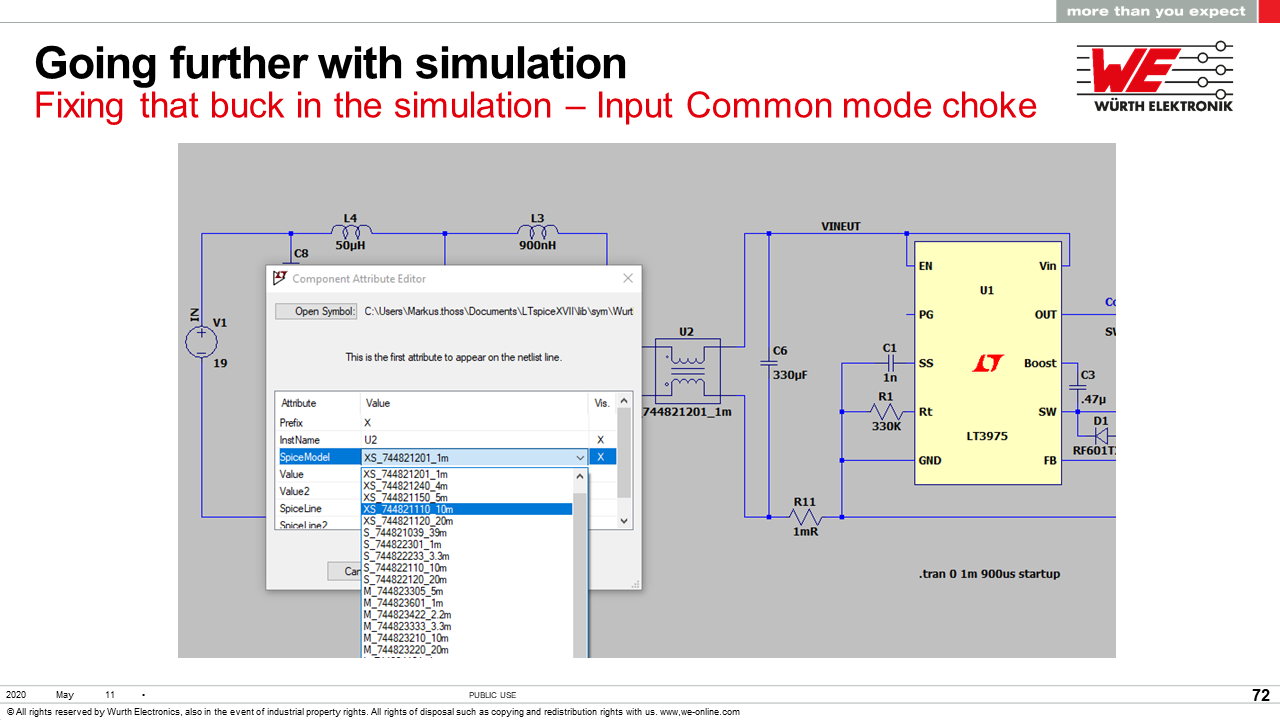 more than you expect
Going further with simulation
Fixing that buck in the simulation – Input Common mode choke
WE
WÜRTH ELEKTRONIK
L4
50µH
L3
900nH
C8
IN
V1
19
Component Attribute Editor
Open Symbol:
C:\Users\Markus.thoss\Documents\LTspiceXVII\lib\sym\Wurt
This is the first attribute to appear on the netlist line.
Attribute Value Vis.
Prefix X
InstName U2 X
SpiceModel XS_744821201_1m X
Value
Value2
SpiceLine
SpiceLine2
XS_744821201_1m
XS_744821240_4m
XS_744821150_5m
XS_744821110_10m
XS_744821120_20m
S_744821039_39m
S_744822301_1m
S_744822233_3.3m
S_744822110_10m
S_744822120_20m
M_744823305_5m
M_744823601_1m
M_744823422_2.2m
M_744823333_3.3m
M_744823210_10m
M_744823220_20m
Can
U2
744821201_1m
VINEUT
C6
330µF
C1
1n
R1
330K
R11
1mR
EN
Vin
U1
PG
OUT
SS
Boost
LT
Rt
SW
LT3975
GND
FB
C3
.47µ
D1
RF601T
.tran 0 1m 900us startup
2020 May 11 •
PUBLIC USE
72
© All rights reserved by Wurth Electronics, also in the event of industrial property rights. All rights of disposal such as copying and redistribution rights with us. www,we-online.com